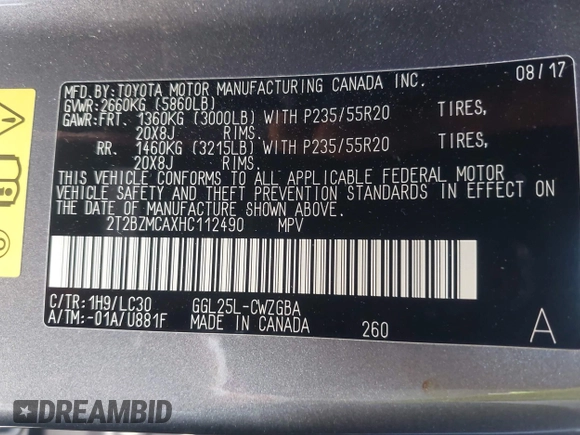 MFD. BY: TOYOTA MOTOR MANUFACTURING CANADA INC. 08/17
GVWR: 2660KG (5860LB)
GAWR: FRT. 1360KG (3000LB) WITH P235/55R20 TIRES,
20X8J RIMS.
RR. 1460KG (3215LB) WITH P235/55R20 TIRES,
20X8J RIMS.
THIS VEHICLE CONFORMS TO ALL APPLICABLE FEDERAL MOTOR
VEHICLE SAFETY AND THEFT PREVENTION STANDARDS IN EFFECT ON
THE DATE OF MANUFACTURE SHOWN ABOVE.
2T2BZMCAXHC112490 MPV
C/TR: 1H9/LC30 GGL25L-CWZGBA
A/TM: -01A/U881F MADE IN CANADA 260 A
DREAMBID